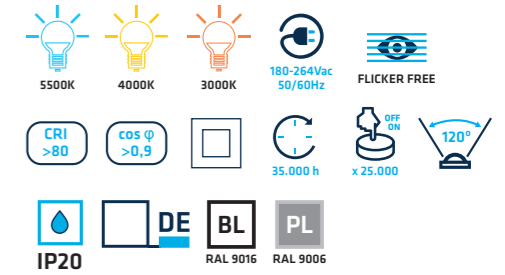 5500K
4000K
3000K
180-264Vac
50/60Hz
FLICKER FREE
CRI
>80
cos φ
>0,9
35.000 h
OFF
ON
x 25.000
120°
IP20
DE
BL
RAL 9016
PL
RAL 9006